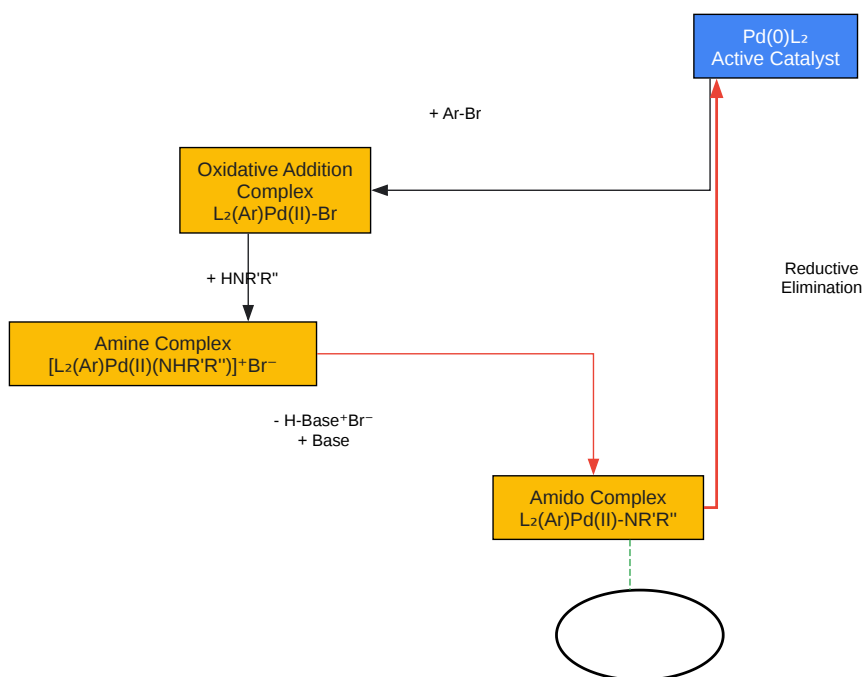 Pd(0)L₂
Active Catalyst
+ Ar-Br
Oxidative Addition
Complex
L₂(Ar)Pd(II)-Br
+ HNR'R"
Reductive
Elimination
Amine Complex
[L₂(Ar)Pd(II)(NHR'R")]⁺Br⁻
- H-Base⁺Br⁻
+ Base
Amido Complex
L₂(Ar)Pd(II)-NR'R"